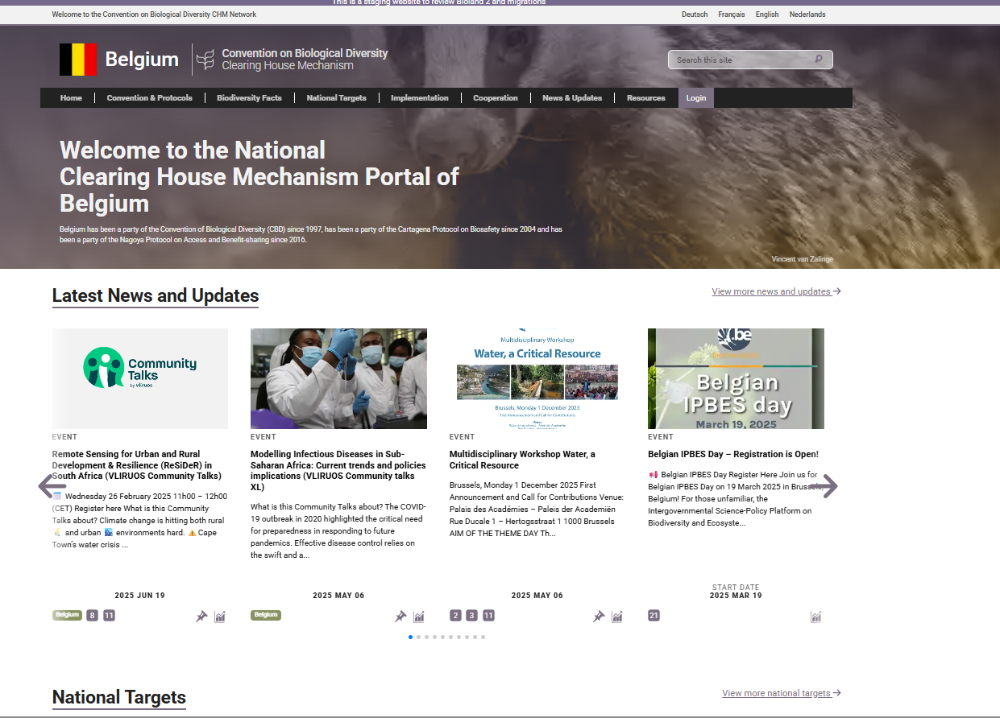 This is a staging website to review Bioland 2 and migrations
Welcome to the Convention on Biological Diversity CHM Network
Deutsch Français English Nederlands
Belgium
Convention on Biological Diversity
Clearing House Mechanism
Search this site
Home Convention & Protocols Biodiversity Facts National Targets Implementation Cooperation News & Updates Resources Login
Welcome to the National
Clearing House Mechanism Portal of
Belgium
Belgium has been a party of the Convention of Biological Diversity (CBD) since 1997, has been a party of the Cartagena Protocol on Biosafety since 2004 and has
been a party of the Nagoya Protocol on Access and Benefit-sharing since 2016.
Vincent van Zalinge
Latest News and Updates
View more news and updates
Community
Talks
by vliruos
EVENT
Remote Sensing for Urban and Rural
Development & Resilience (ReSiDeR) in
South Africa (VLIRUOS Community Talks)
📅 Wednesday 26 February 2025 11h00 – 12h00
(CET) Register here What is this Community
Talks about? Climate change is hitting both rural
and urban 🌊 environments hard. ⚠️ Cape
Town's water crisis ...
2025 JUN 19
Belgium 8 11
EVENT
Modelling Infectious Diseases in Sub-
Saharan Africa: Current trends and policies
implications (VLIRUOS Community talks
XL)
What is this Community Talks about? The COVID-
19 outbreak in 2020 highlighted the critical need
for preparedness in responding to future
pandemics. Effective disease control relies on
the swift and a...
2025 MAY 06
Belgium
Multidisciplinary Workshop
Water, a Critical Resource
Brussels, Monday 1 December 2025
First Announcement and Call for Contributions
EVENT
Multidisciplinary Workshop Water, a
Critical Resource
Brussels, Monday 1 December 2025 First
Announcement and Call for Contributions Venue:
Palais des Académies – Paleis der Academiën
Rue Ducale 1 – Hertogsstraat 1 1000 Brussels
AIM OF THE THEME DAY Th...
2025 MAY 06
2 3 11
.be
Belgian
IPBES day
March 19, 2025
EVENT
Belgian IPBES Day – Registration is Open!
📢 Belgian IPBES Day Register Here Join us for
Belgian IPBES Day on 19 March 2025 in Brussels,
Belgium! For those unfamiliar, the
Intergovernmental Science-Policy Platform on
Biodiversity and Ecosyste...
START DATE
2025 MAR 19
21
National Targets
View more national targets